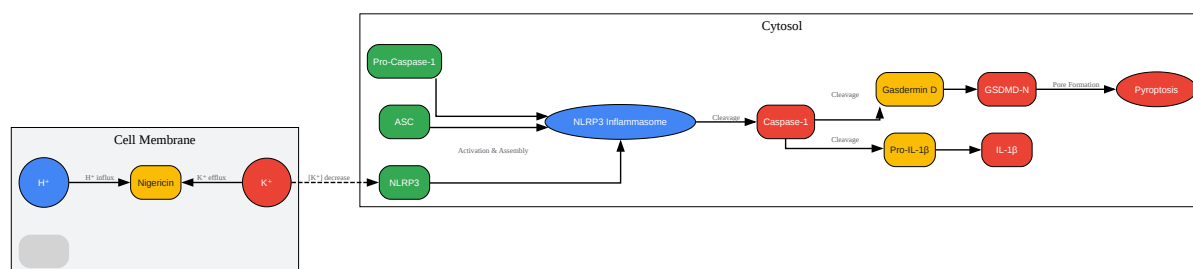 Cytosol
Pro-Caspase-1
ASC
NLRP3
Activation & Assembly
NLRP3 Inflammasome
Cleavage
Caspase-1
Cleavage
Cleavage
Gasdermin D
GSDMD-N
Pore Formation
Pyroptosis
Pro-IL-1β
IL-1β
Cell Membrane
H⁺
H⁺ influx
Nigericin
K⁺ efflux
K⁺
[K⁺] decrease